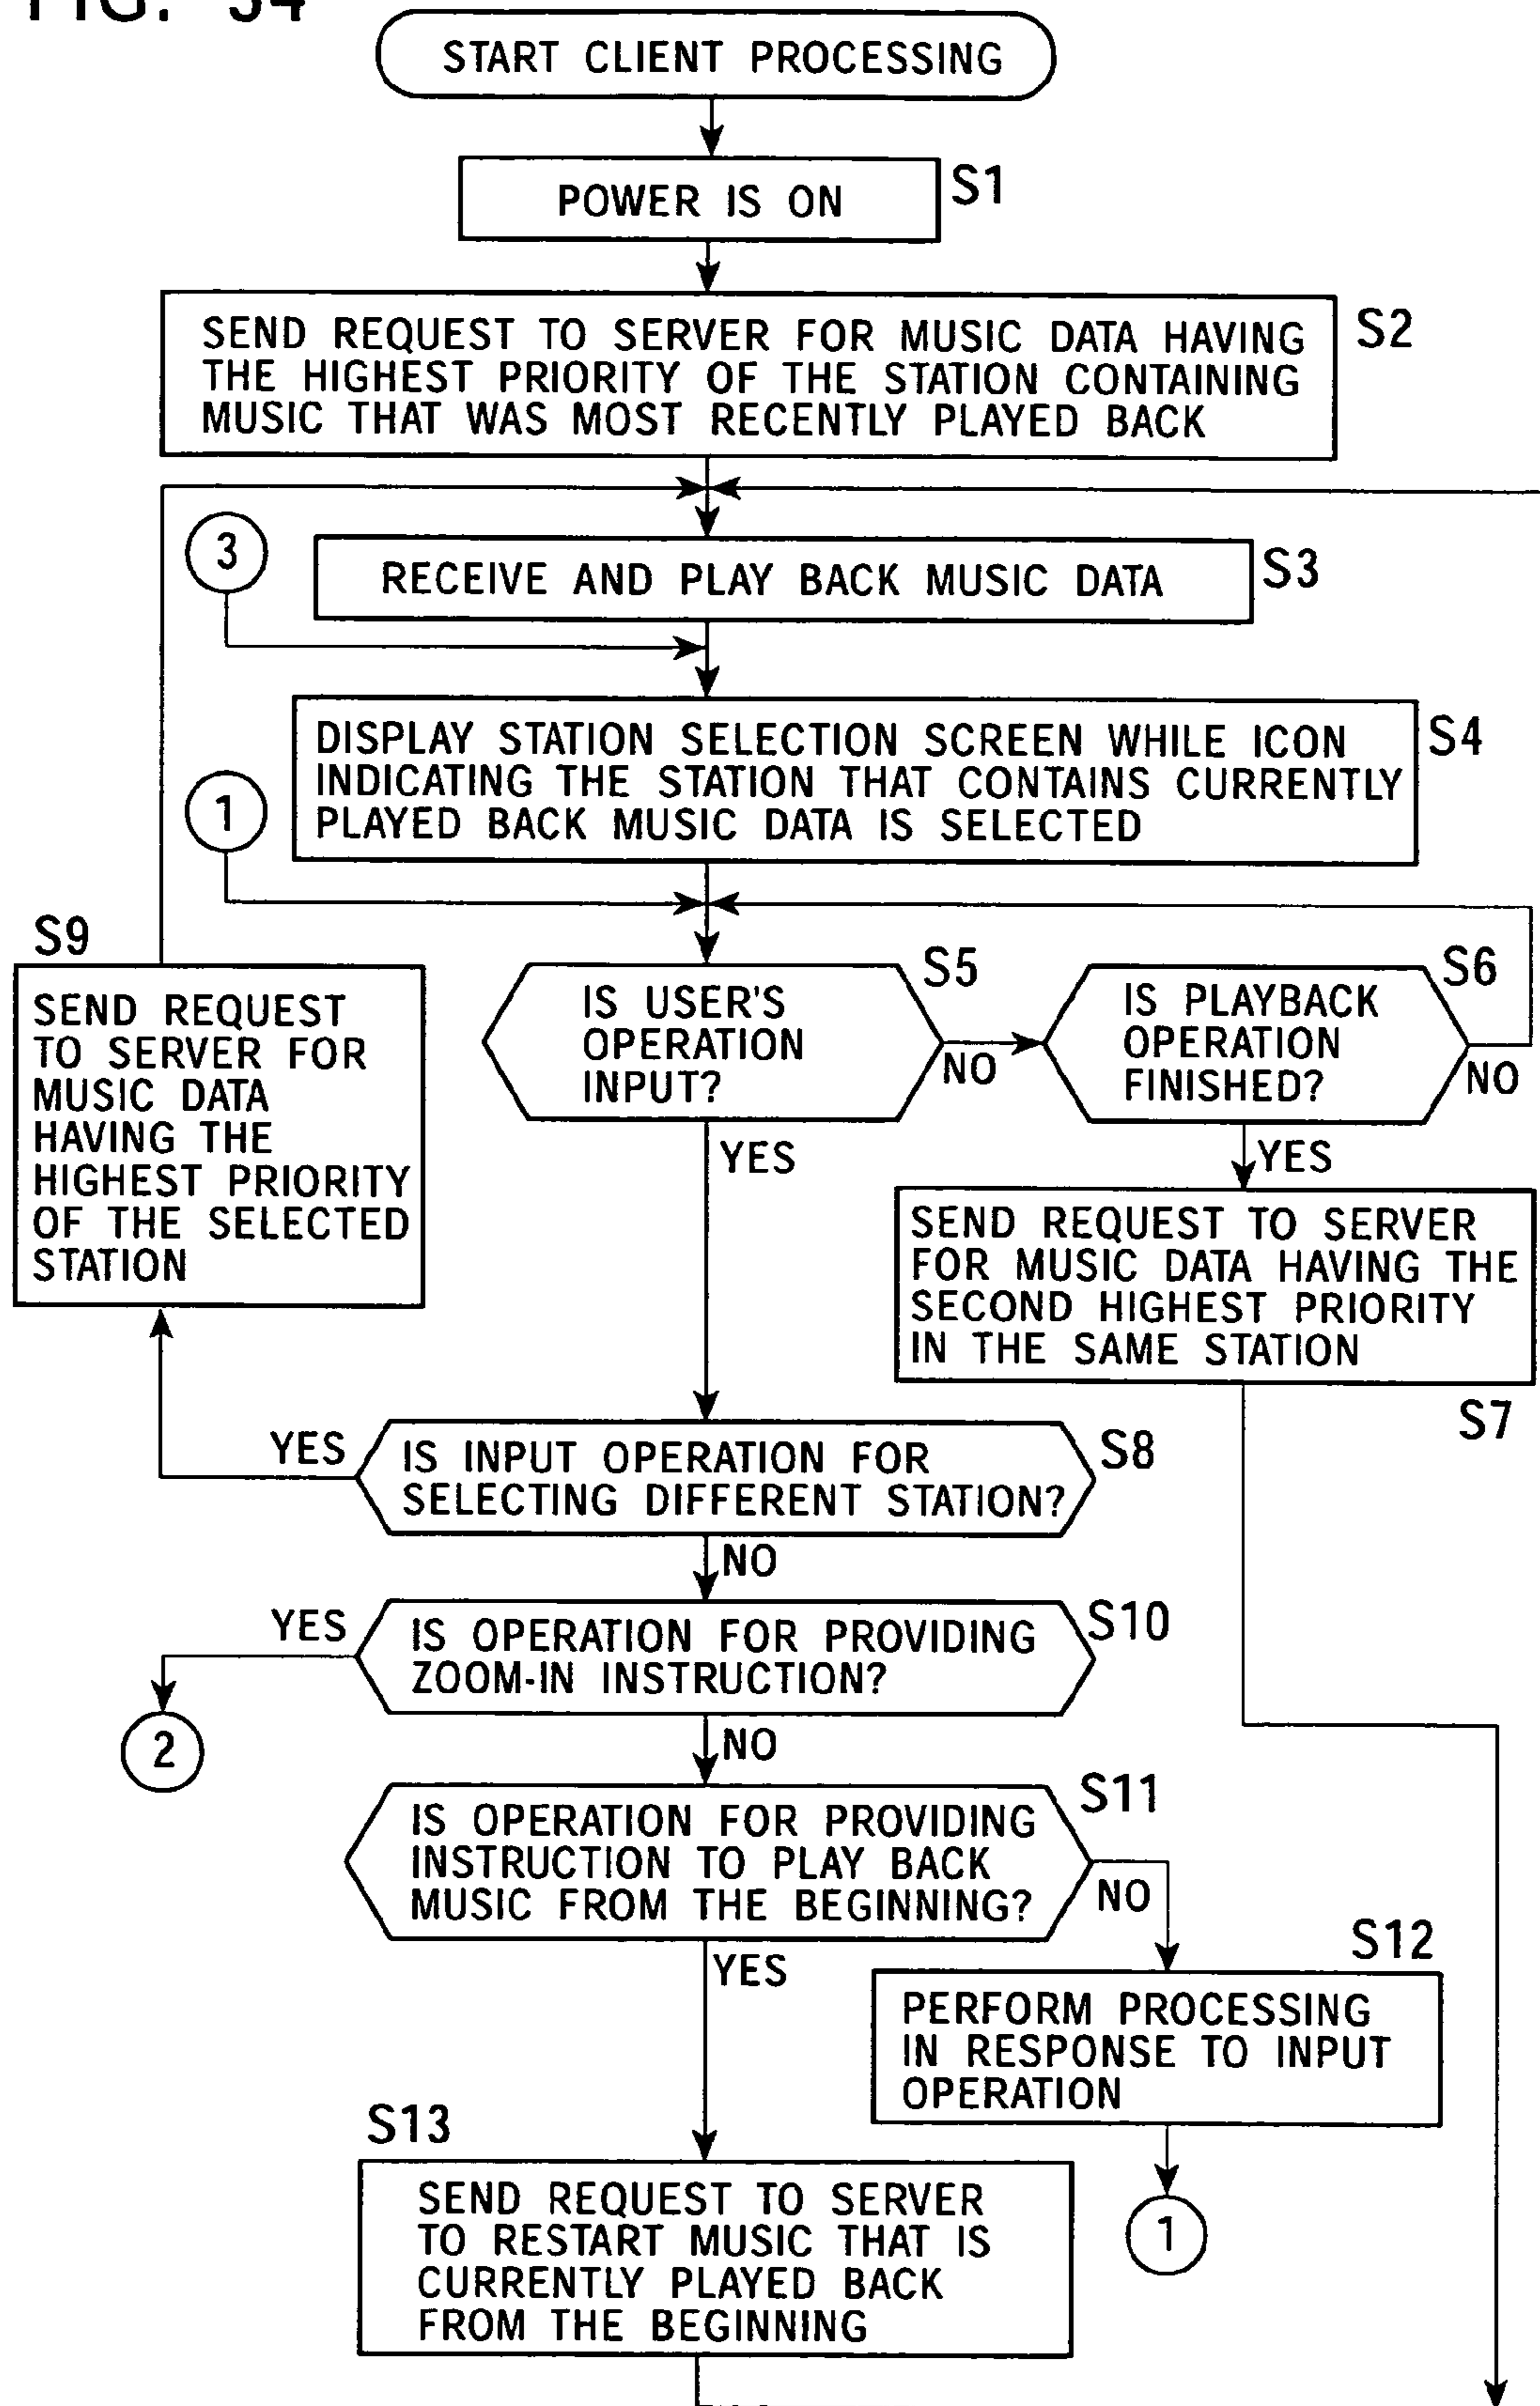 FIG. 34
START CLIENT PROCESSING
POWER IS ON
S1
SEND REQUEST TO SERVER FOR MUSIC DATA HAVING
THE HIGHEST PRIORITY OF THE STATION CONTAINING
MUSIC THAT WAS MOST RECENTLY PLAYED BACK
S2
3
RECEIVE AND PLAY BACK MUSIC DATA
S3
DISPLAY STATION SELECTION SCREEN WHILE ICON
INDICATING THE STATION THAT CONTAINS CURRENTLY
PLAYED BACK MUSIC DATA IS SELECTED
S4
1
S9
SEND REQUEST
TO SERVER FOR
MUSIC DATA
HAVING THE
HIGHEST PRIORITY
OF THE SELECTED
STATION
S5
IS USER'S
OPERATION
INPUT?
NO
YES
S6
IS PLAYBACK
OPERATION
FINISHED?
NO
YES
SEND REQUEST TO SERVER
FOR MUSIC DATA HAVING THE
SECOND HIGHEST PRIORITY
IN THE SAME STATION
S7
YES
IS INPUT OPERATION FOR
SELECTING DIFFERENT STATION?
S8
NO
YES
IS OPERATION FOR PROVIDING
ZOOM-IN INSTRUCTION?
S10
2
NO
IS OPERATION FOR PROVIDING
INSTRUCTION TO PLAY BACK
MUSIC FROM THE BEGINNING?
S11
NO
YES
S12
PERFORM PROCESSING
IN RESPONSE TO INPUT
OPERATION
1
S13
SEND REQUEST TO SERVER
TO RESTART MUSIC THAT IS
CURRENTLY PLAYED BACK
FROM THE BEGINNING